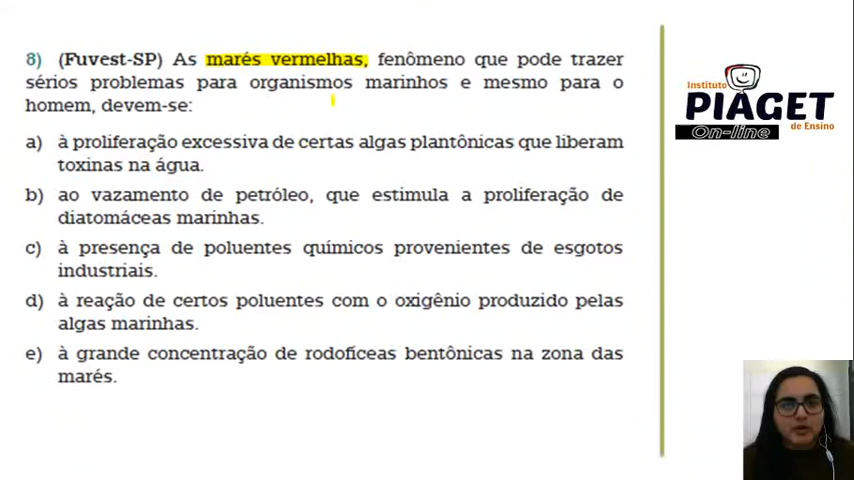 8) (Fuvest-SP) As marés vermelhas, fenômeno que pode trazer
sérios problemas para organismos marinhos e mesmo para o
homem, devem-se:
a) à proliferação excessiva de certas algas plantônicas que liberam
toxinas na água.
b) ao vazamento de petróleo, que estimula a proliferação de
diatomáceas marinhas.
c) à presença de poluentes químicos provenientes de esgotos
industriais.
d) à reação de certos poluentes com o oxigênio produzido pelas
algas marinhas.
e) à grande concentração de rodofíceas bentônicas na zona das
marés.
Instituto
PIAGET
On-line de Ensino